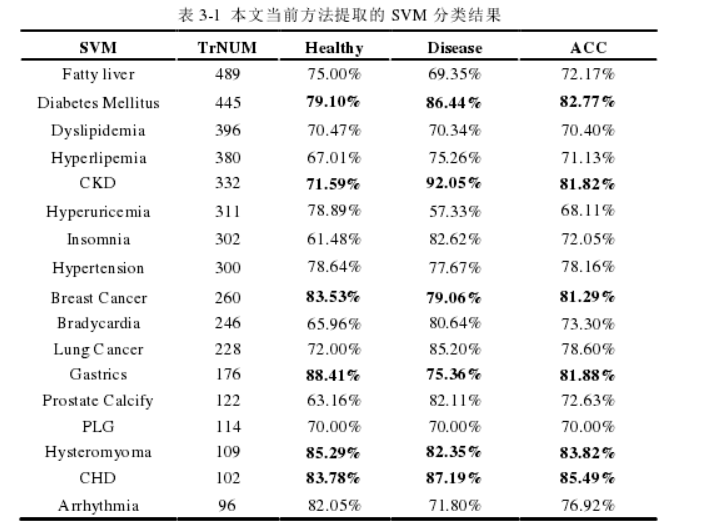 表 3-1 本文当前方法提取的 SVM 分类结果
SVM TrNUM Healthy Disease ACC
Fatty liver 489 75.00% 69.35% 72.17%
Diabetes Mellitus 445 79.10% 86.44% 82.77%
Dyslipidemia 396 70.47% 70.34% 70.40%
Hyperlipemia 380 67.01% 75.26% 71.13%
CKD 332 71.59% 92.05% 81.82%
Hyperuricemia 311 78.89% 57.33% 68.11%
Insomnia 302 61.48% 82.62% 72.05%
Hypertension 300 78.64% 77.67% 78.16%
Breast Cancer 260 83.53% 79.06% 81.29%
Bradycardia 246 65.96% 80.64% 73.30%
Lung Cancer 228 72.00% 85.20% 78.60%
Gastrics 176 88.41% 75.36% 81.88%
Prostate Calcify 122 63.16% 82.11% 72.63%
PLG 114 70.00% 70.00% 70.00%
Hysteromyoma 109 85.29% 82.35% 83.82%
CHD 102 83.78% 87.19% 85.49%
Arrhythmia 96 82.05% 71.80% 76.92%